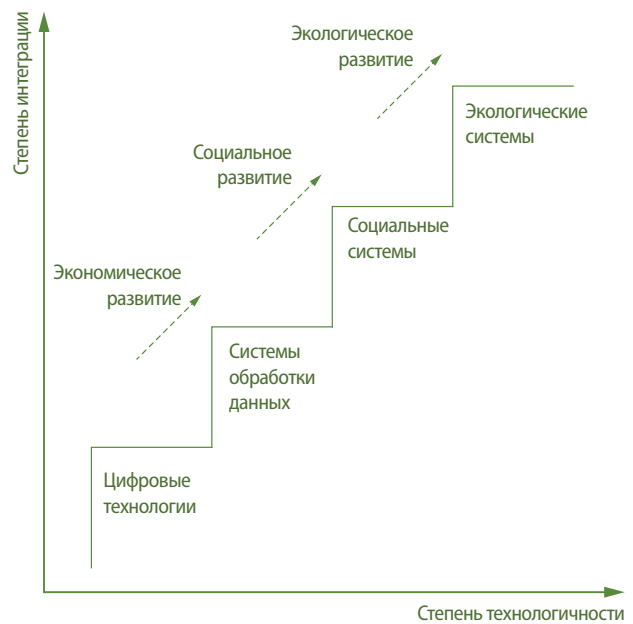 Степень интеграции
Экологическое
развитие
Экологические
системы
Социальное
развитие
Социальные
системы
Экономическое
развитие
Системы
обработки
данных
Цифровые
технологии
Степень технологичности